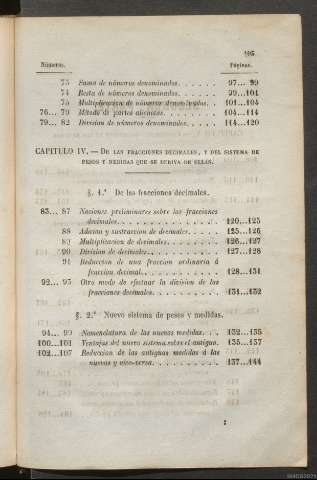 195
Números. Páginas.
73 Suma de números denominados. . . . . . 97... 99
74 Resta de números denominados. . . . . . 99...101
75 Multiplicacion de números denominados. . 101...104
76... 79 Método de partes alícuotas. . . . . . . 104...114
79... 82 Division de números denominados. . . . . 114...120
CAPITULO IV.— DE LAS FRACCIONES DECIMALES, Y DEL SISTEMA DE
PESOS Y MEDIDAS QUE SE DERIVA DE ELLAS.
§. 1.° De las fracciones decimales.
83... 87 Nociones preliminares sobre las fracciones
decimales. . . . . . . . . . . . 120...125
88 Adicion y sustraccion de decimales. . . . . 125...126
89 Multiplicacion de decimales. . . . . . . 126...127
90 Division de decimales. . . . . . . . . 127...128
91 Reduccion de una fraccion ordinaria á
fraccion decimal. . . . . . . . . 128...131
92... 93 Otro modo de efectuar la division de las
fracciones decimales. . . . . . . . 131...132
§. 2.° Nuevo sistema de pesos y medidas.
94... 99 Nomenclatura de las nuevas medidas. . . 132...135
100...101 Ventajas del nuevo sistema sobre el antiguo. 135...137
102...107 Reduccion de las antiguas medidas á las
nuevas y vice-versa. . . . . . . . 137...144